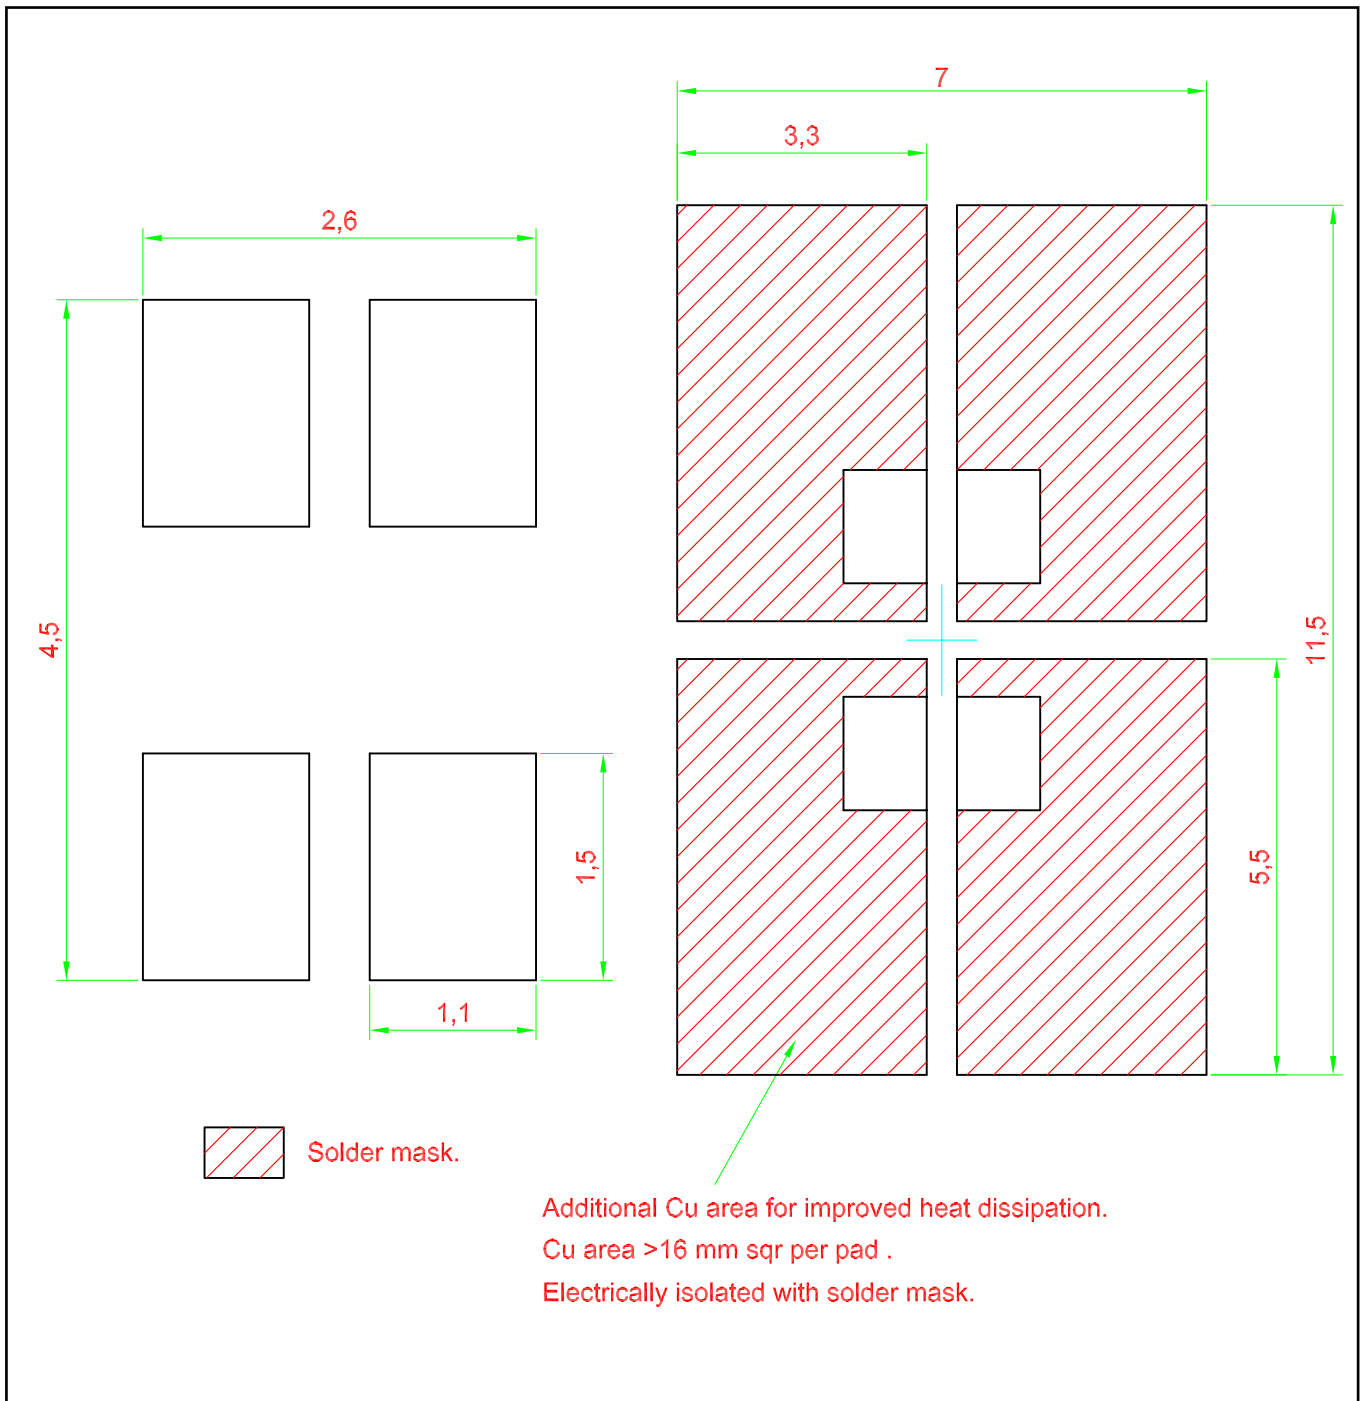 7
3,3
2,6
4,5
11,5
1,5
5,5
1,1
Solder mask.
Additional Cu area for improved heat dissipation.
Cu area >16 mm sqr per pad .
Electrically isolated with solder mask.